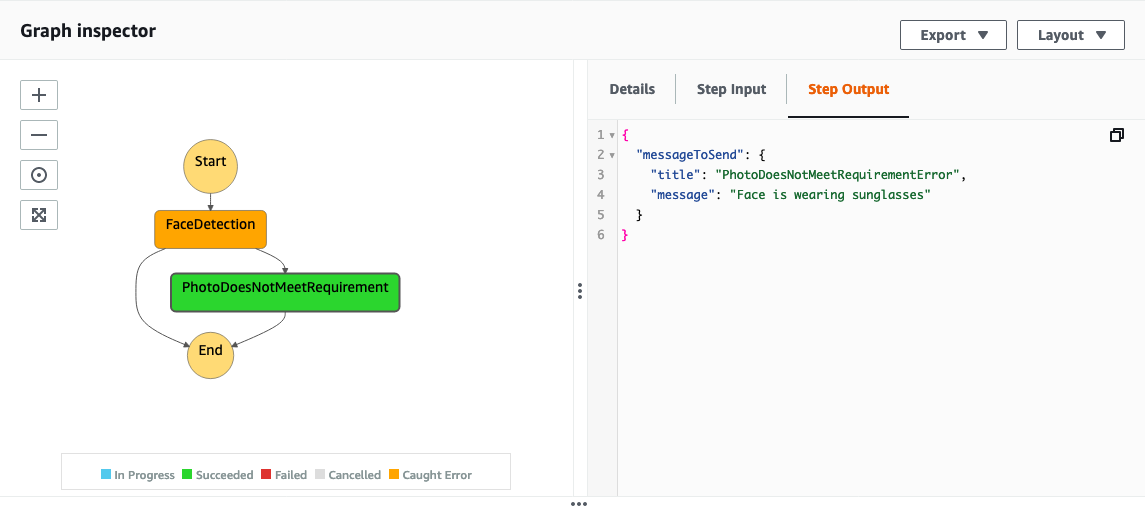 Graph inspector
Export ▼
Layout ▼
Details
Step Input
Step Output
Start
FaceDetection
PhotoDoesNotMeetRequirement
End
1 {
2 "messageToSend": {
3 "title": "PhotoDoesNotMeetRequirementError",
4 "message": "Face is wearing sunglasses"
5 }
6 }
In Progress Succeeded Failed Cancelled Caught Error